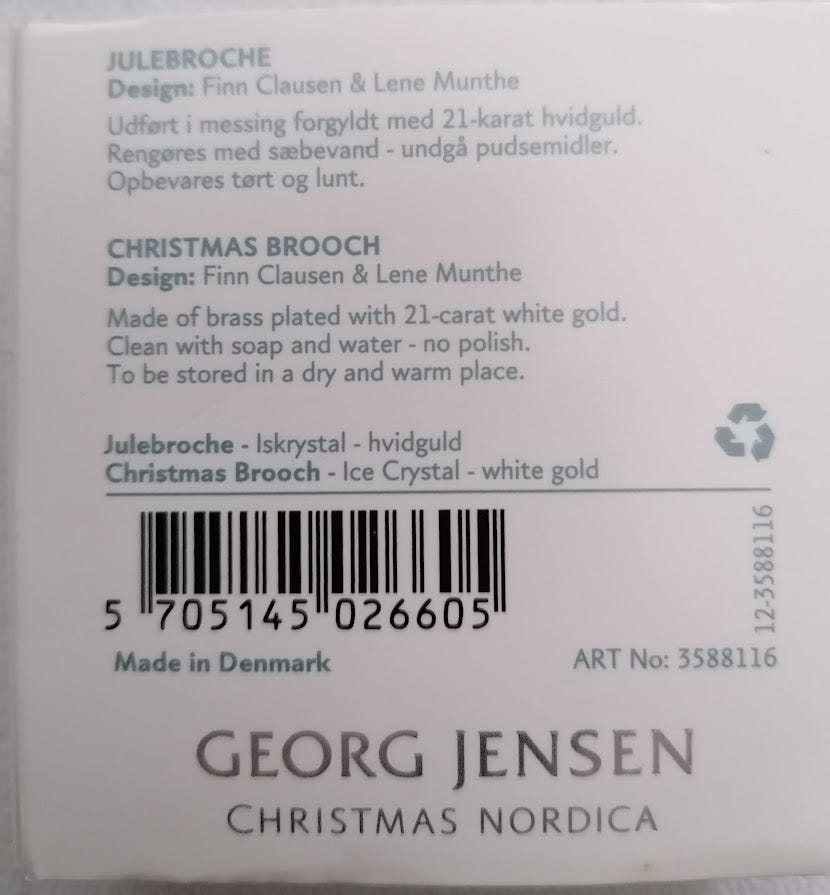 JULEBROCHE
Design: Finn Clausen & Lene Munthe
Udført i messing forgyldt med 21-karat hvidguld.
Rengøres med sæbevand - undgå pudsemidler.
Opbevares tørt og lunt.
CHRISTMAS BROOCH
Design: Finn Clausen & Lene Munthe
Made of brass plated with 21-carat white gold.
Clean with soap and water - no polish.
To be stored in a dry and warm place.
Julebroche - Iskrystal - hvidguld
Christmas Brooch - Ice Crystal - white gold
5 705145 026605
12-3588116
Made in Denmark
ART No: 3588116
GEORG JENSEN
CHRISTMAS NORDICA